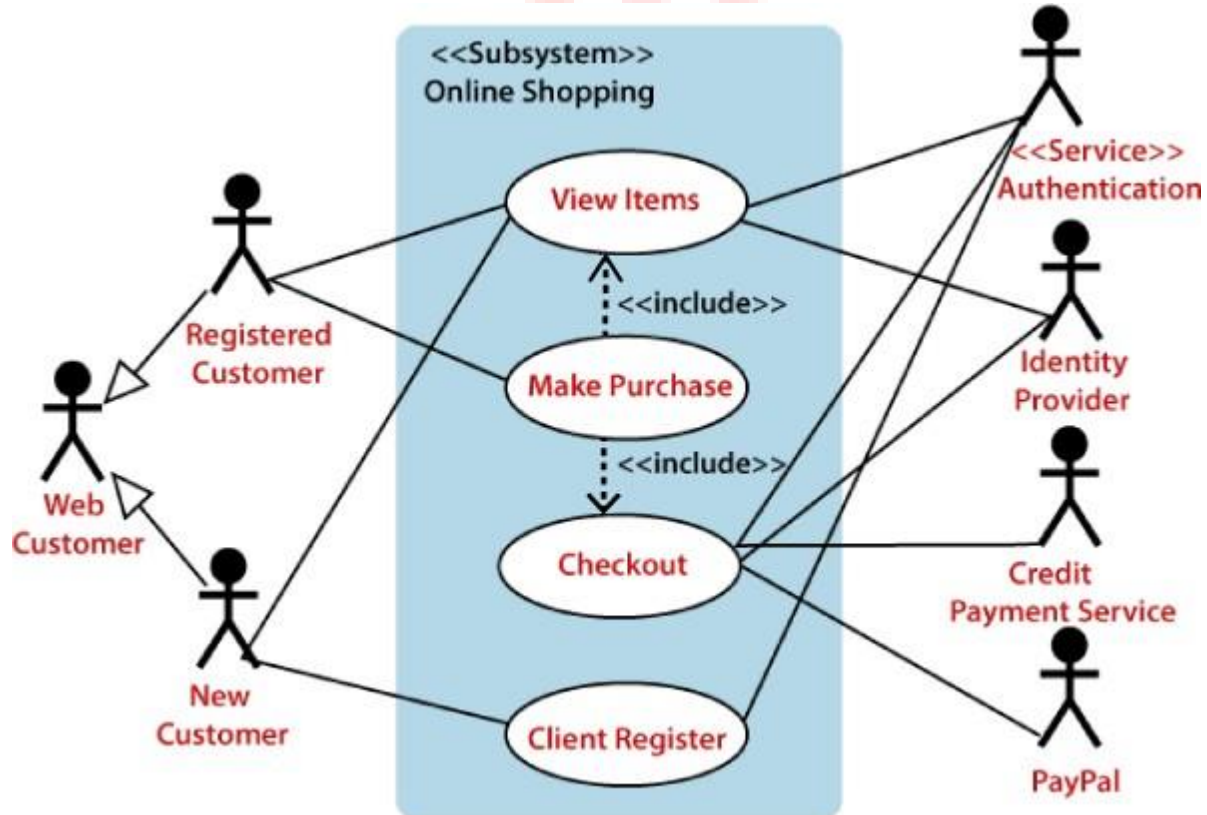 <<Subsystem>>
Online Shopping
View Items
<<include>>
Make Purchase
<<include>>
Checkout
Client Register
Registered
Customer
Web
Customer
New
Customer
<<Service>>
Authentication
Identity
Provider
Credit
Payment Service
PayPal